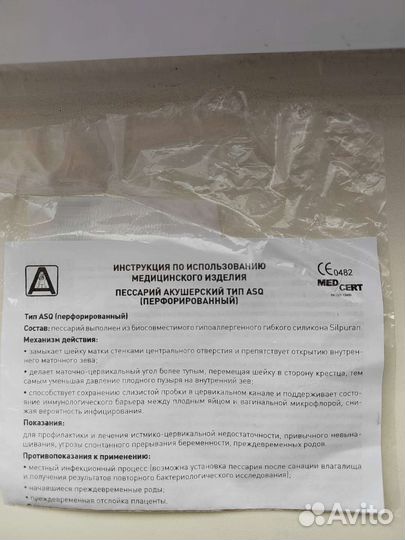 ИНСТРУКЦИЯ ПО ИСПОЛЬЗОВАНИЮ
МЕДИЦИНСКОГО ИЗДЕЛИЯ
ПЕССАРИЙ АКУШЕРСКИЙ ТИП ASQ
(ПЕРФОРИРОВАННЫЙ)
CE 0482
MED CERT
Тип ASQ (перфорированный)
Состав: пессарий выполнен из биосовместимого гипоаллергенного гибкого силикона Silpuran.
Механизм действия:
• замыкает шейку матки стенками центрального отверстия и препятствует открытию внутрен-
него маточного зева;
• делает маточно-цервикальный угол более тупым, перемещая шейку в сторону крестца, тем
самым уменьшая давление плодного пузыря на внутренний зев;
• способствует сохранению слизистой пробки в цервикальном канале и поддерживает состо-
яние иммунологического барьера между плодным яйцом и вагинальной микрофлорой, сни-
жая вероятность инфицирования.
Показания:
для профилактики и лечения истмико-цервикальной недостаточности, привычного невына-
шивания, угрозы спонтанного прерывания беременности, преждевременных родов.
Противопоказания к применению:
• местный инфекционный процесс (возможна установка пессария после санации влагалища
и получения результатов повторного бактериологического исследования);
• начавшиеся преждевременные роды;
• преждевременная отслойка плаценты.
Avito